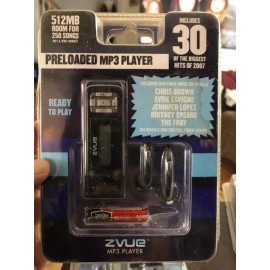 512MB
ROOM FOR
250 SONGS
INCLUDES
30
OF THE BIGGEST
HITS OF 2007
PRELOADED MP3 PLAYER
CHRIS BROWN
AVRIL LAVIGNE
JENNIFER LOPEZ
BRITNEY SPEARS
THE FRAY
READY
TO PLAY
ZVUE
MP3 PLAYER